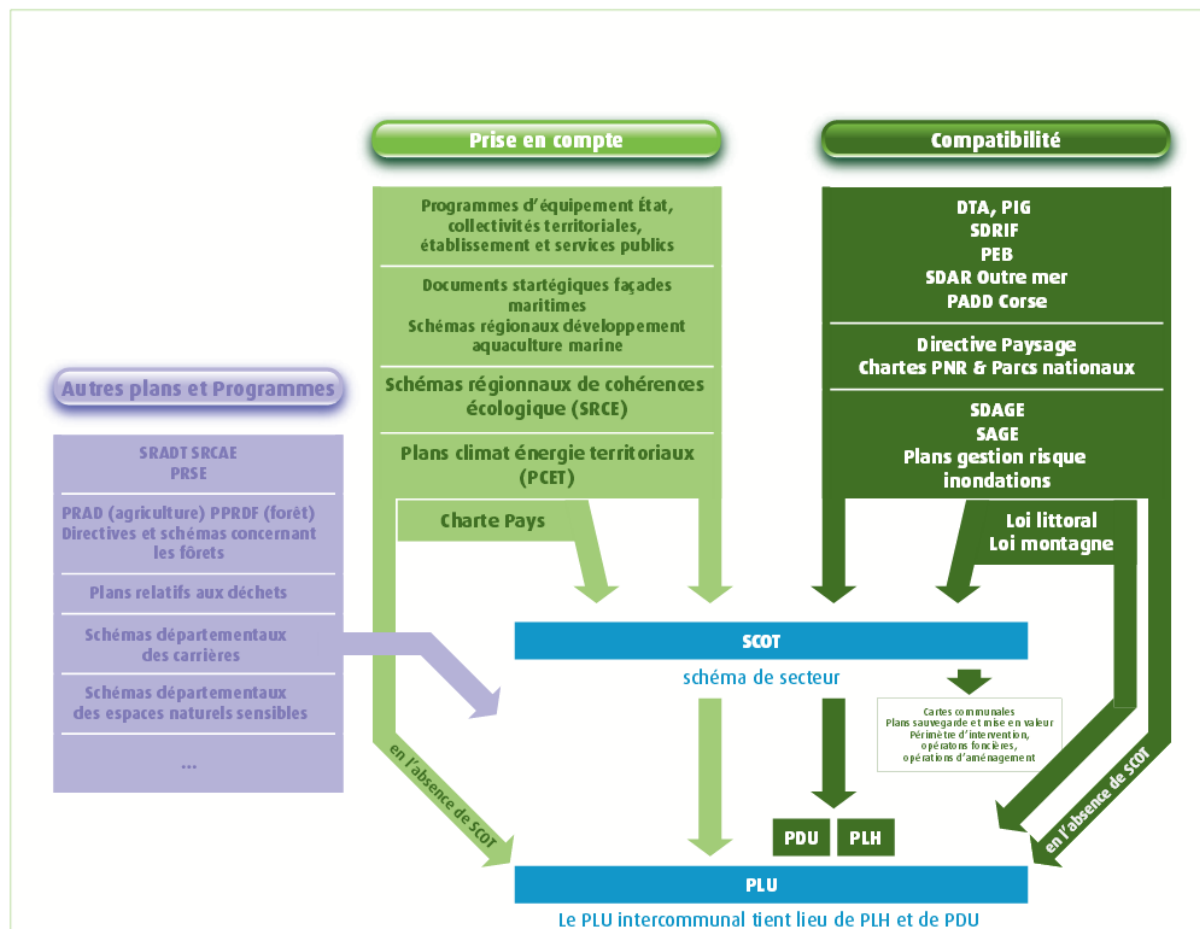 Prise en compte
Programmes d'équipement État,
collectivités territoriales,
établissement et services publics
Documents startégiques façades
maritimes
Schémas régionaux développement
aquaculture marine
Schémas régionnaux de cohérences
écologique (SRCE)
Plans climat énergie territoriaux
(PCET)
Charte Pays
en l'absence de SCOT
Compatibilité
DTA, PIG
SDRIF
PEB
SDAR Outre mer
PADD Corse
Directive Paysage
Chartes PNR & Parcs nationaux
SDAGE
SAGE
Plans gestion risque
inondations
Loi littoral
Loi montagne
en l'absence de SCOT
Autres plans et Programmes
SRADT SRCAE
PRSE
PRAD (agriculture) PPRDF (forêt)
Directives et schémas concernant
les fôrets
Plans relatifs aux déchets
Schémas départementaux
des carrières
Schémas départementaux
des espaces naturels sensibles
...
SCOT
schéma de secteur
Cartes communales
Plans sauvegarde et mise en valeur
Périmètre d'intervention,
opératons foncières,
opérations d'aménagement
PDU
PLH
PLU
Le PLU intercommunal tient lieu de PLH et de PDU